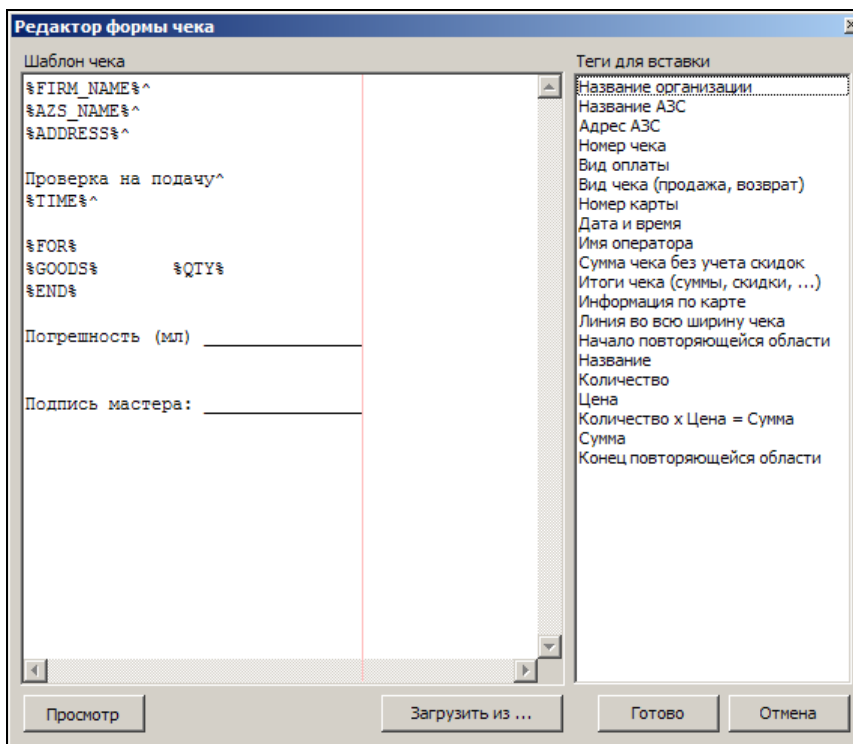 Редактор формы чека
Шаблон чека
%FIRM_NAME%^
%AZS_NAME%^
%ADDRESS%^
Проверка на подачу^
%TIME%^
%FOR%
%GOODS% %QTY%
%END%
Погрешность (мл) ______________
Подпись мастера: ______________
Теги для вставки
Название организации
Название АЗС
Адрес АЗС
Номер чека
Вид оплаты
Вид чека (продажа, возврат)
Номер карты
Дата и время
Имя оператора
Сумма чека без учета скидок
Итоги чека (суммы, скидки, ...)
Информация по карте
Линия во всю ширину чека
Начало повторяющейся области
Название
Количество
Цена
Количество x Цена = Сумма
Сумма
Конец повторяющейся области
Просмотр
Загрузить из ...
Готово
Отмена